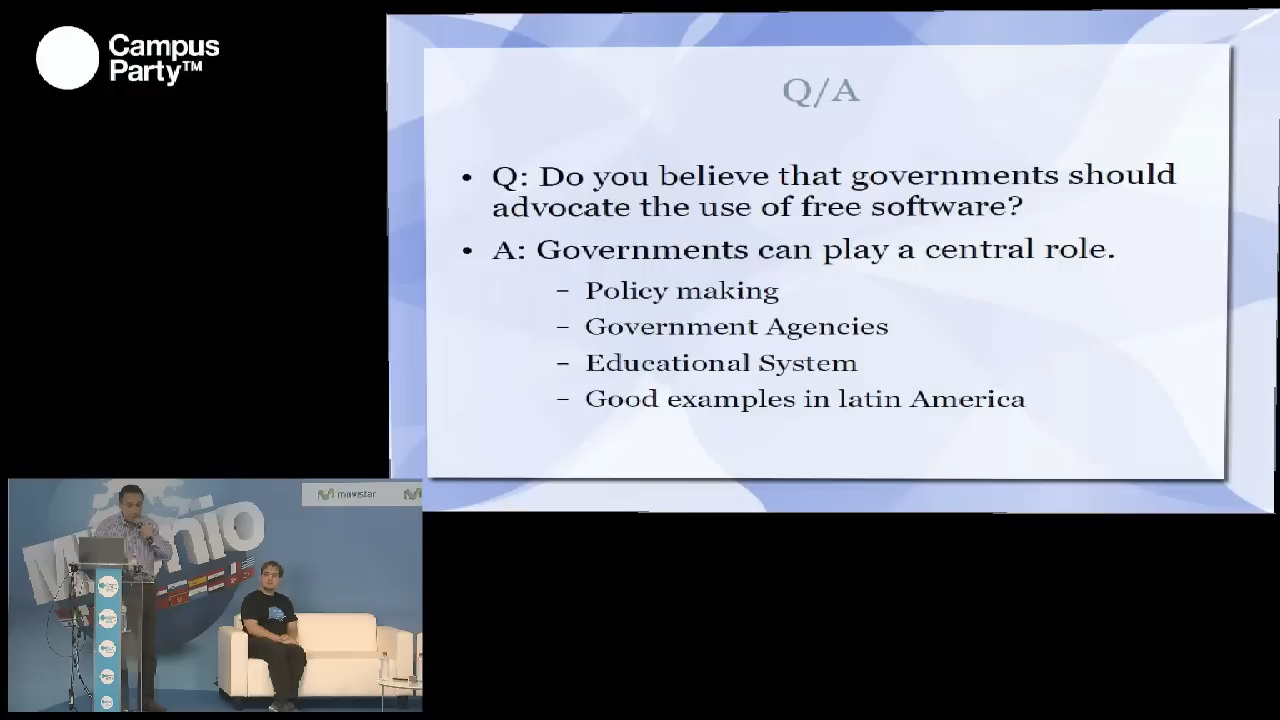 Campus
Party™
Q/A
• Q: Do you believe that governments should
advocate the use of free software?
• A: Governments can play a central role.
– Policy making
– Government Agencies
– Educational System
– Good examples in latin America
movistar